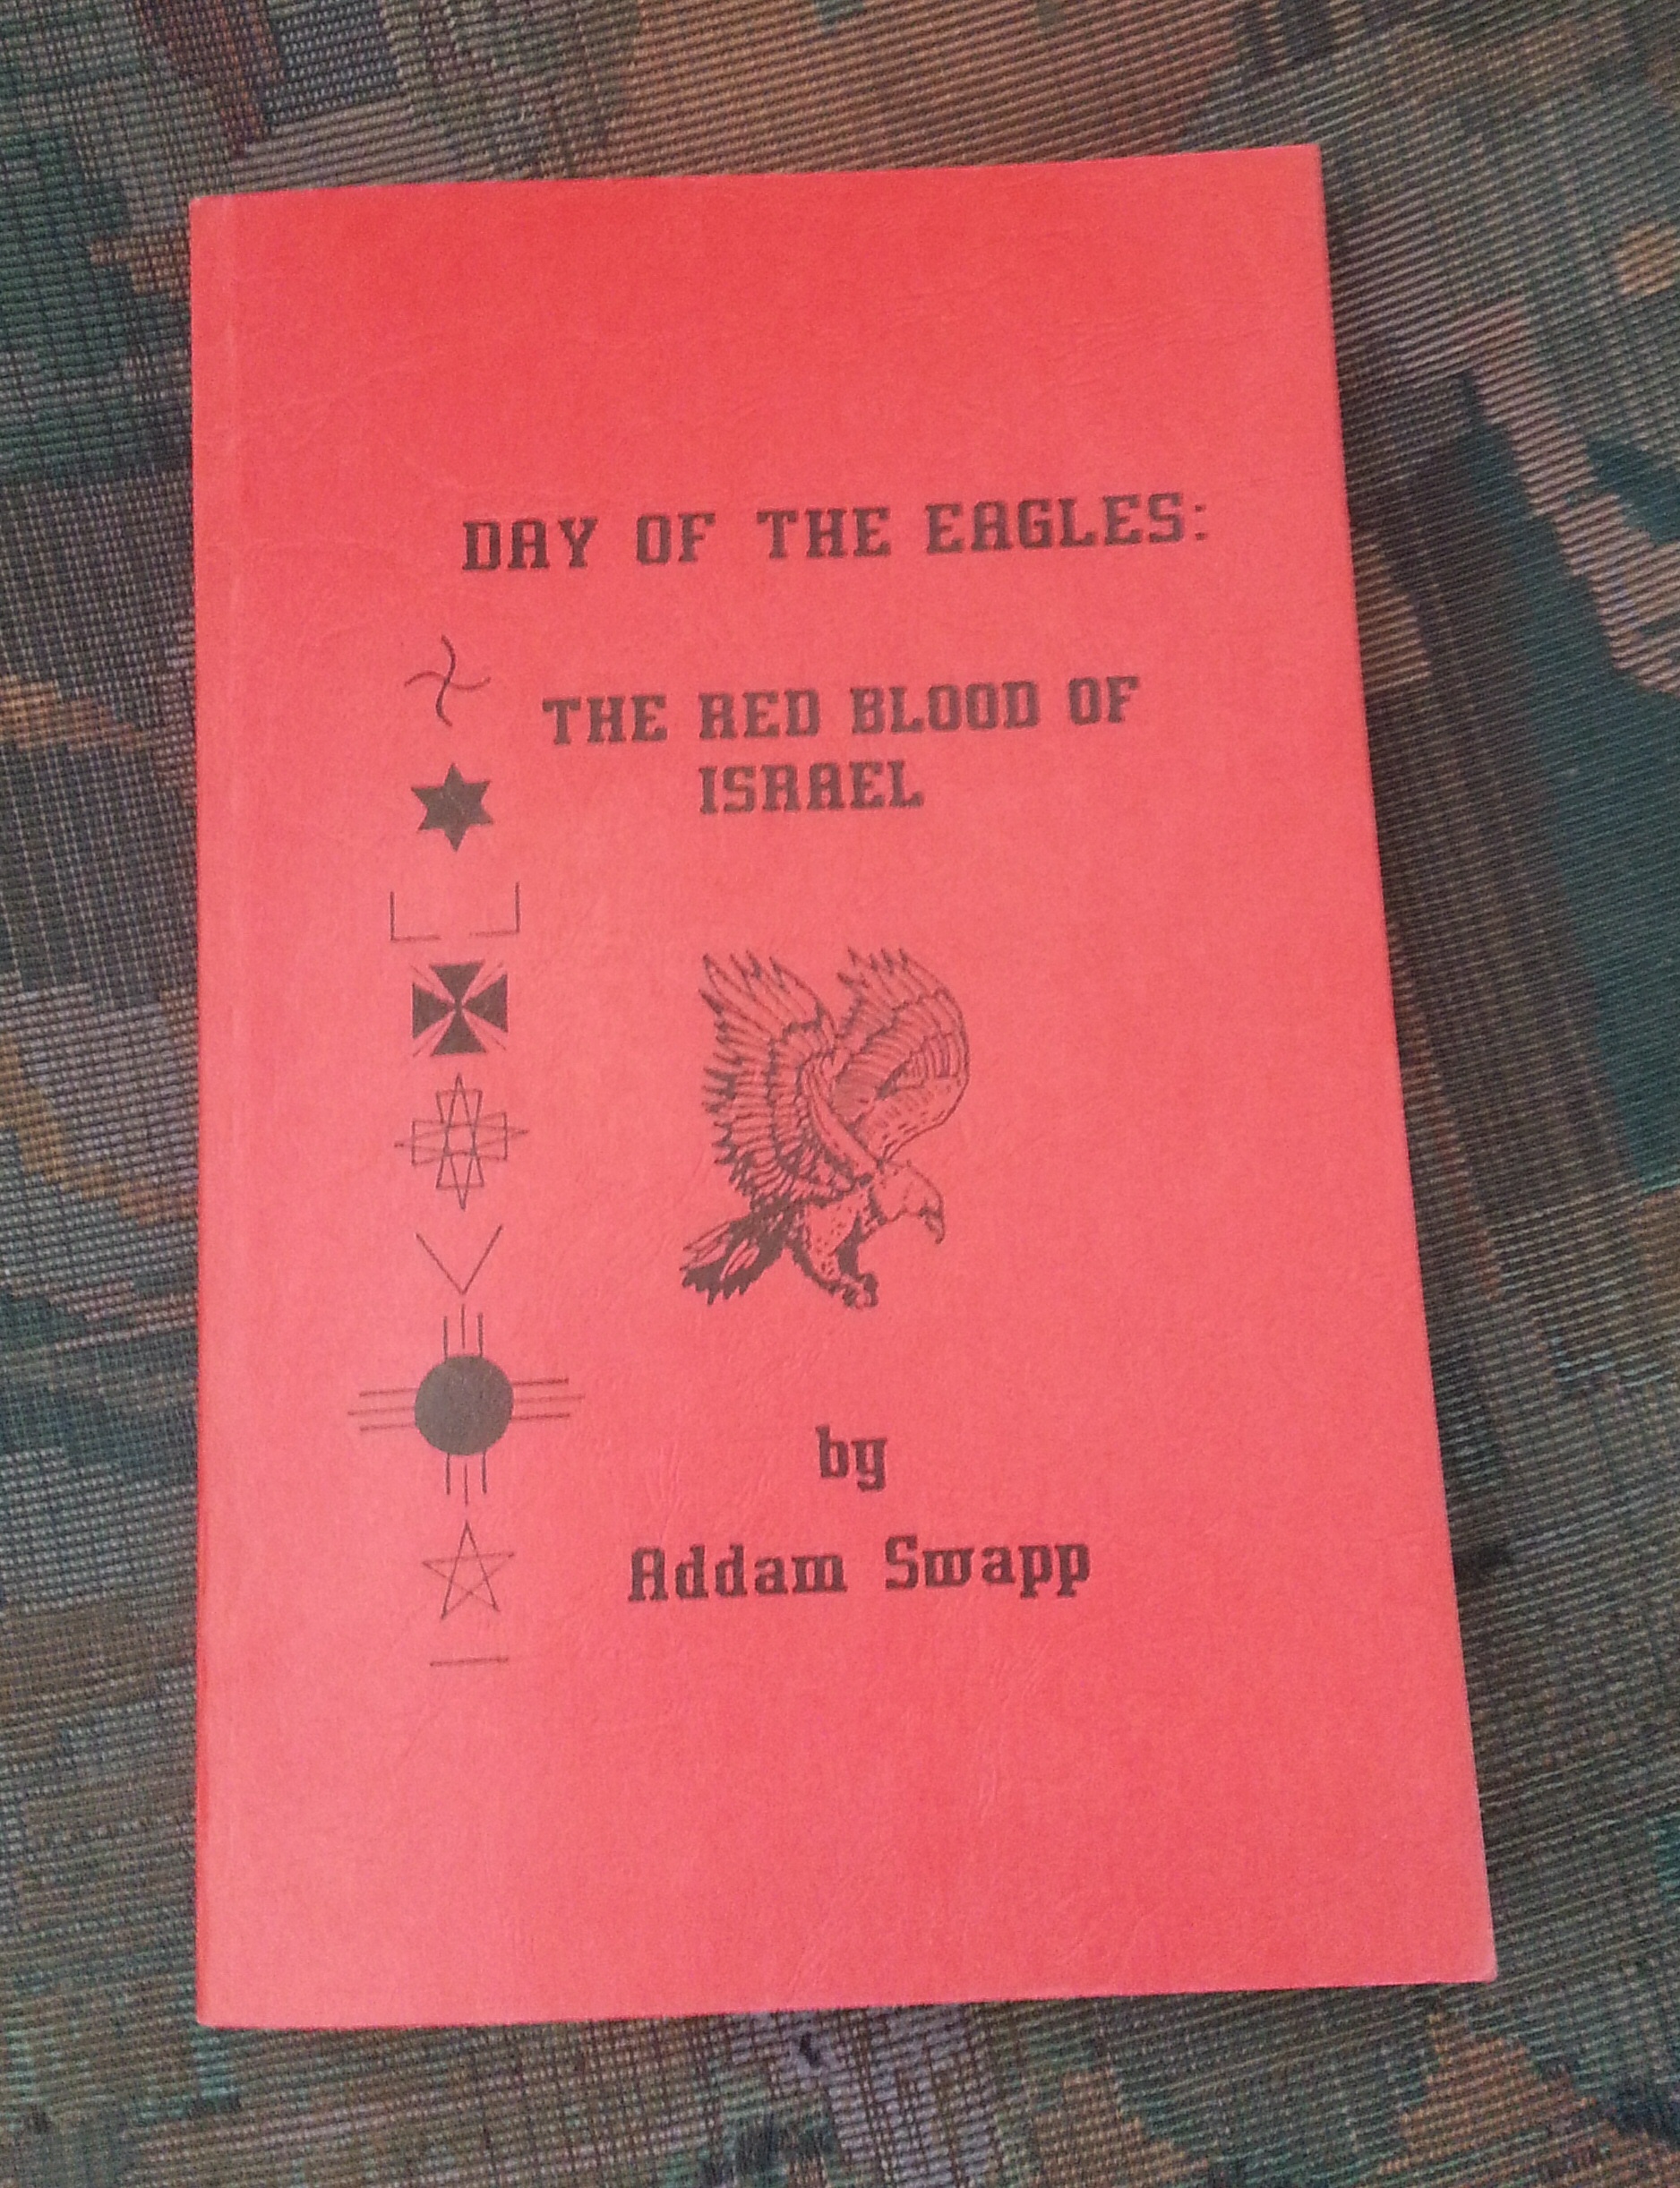 DAY OF THE EAGLES:
THE RED BLOOD OF
ISRAEL
by
Addam Swapp